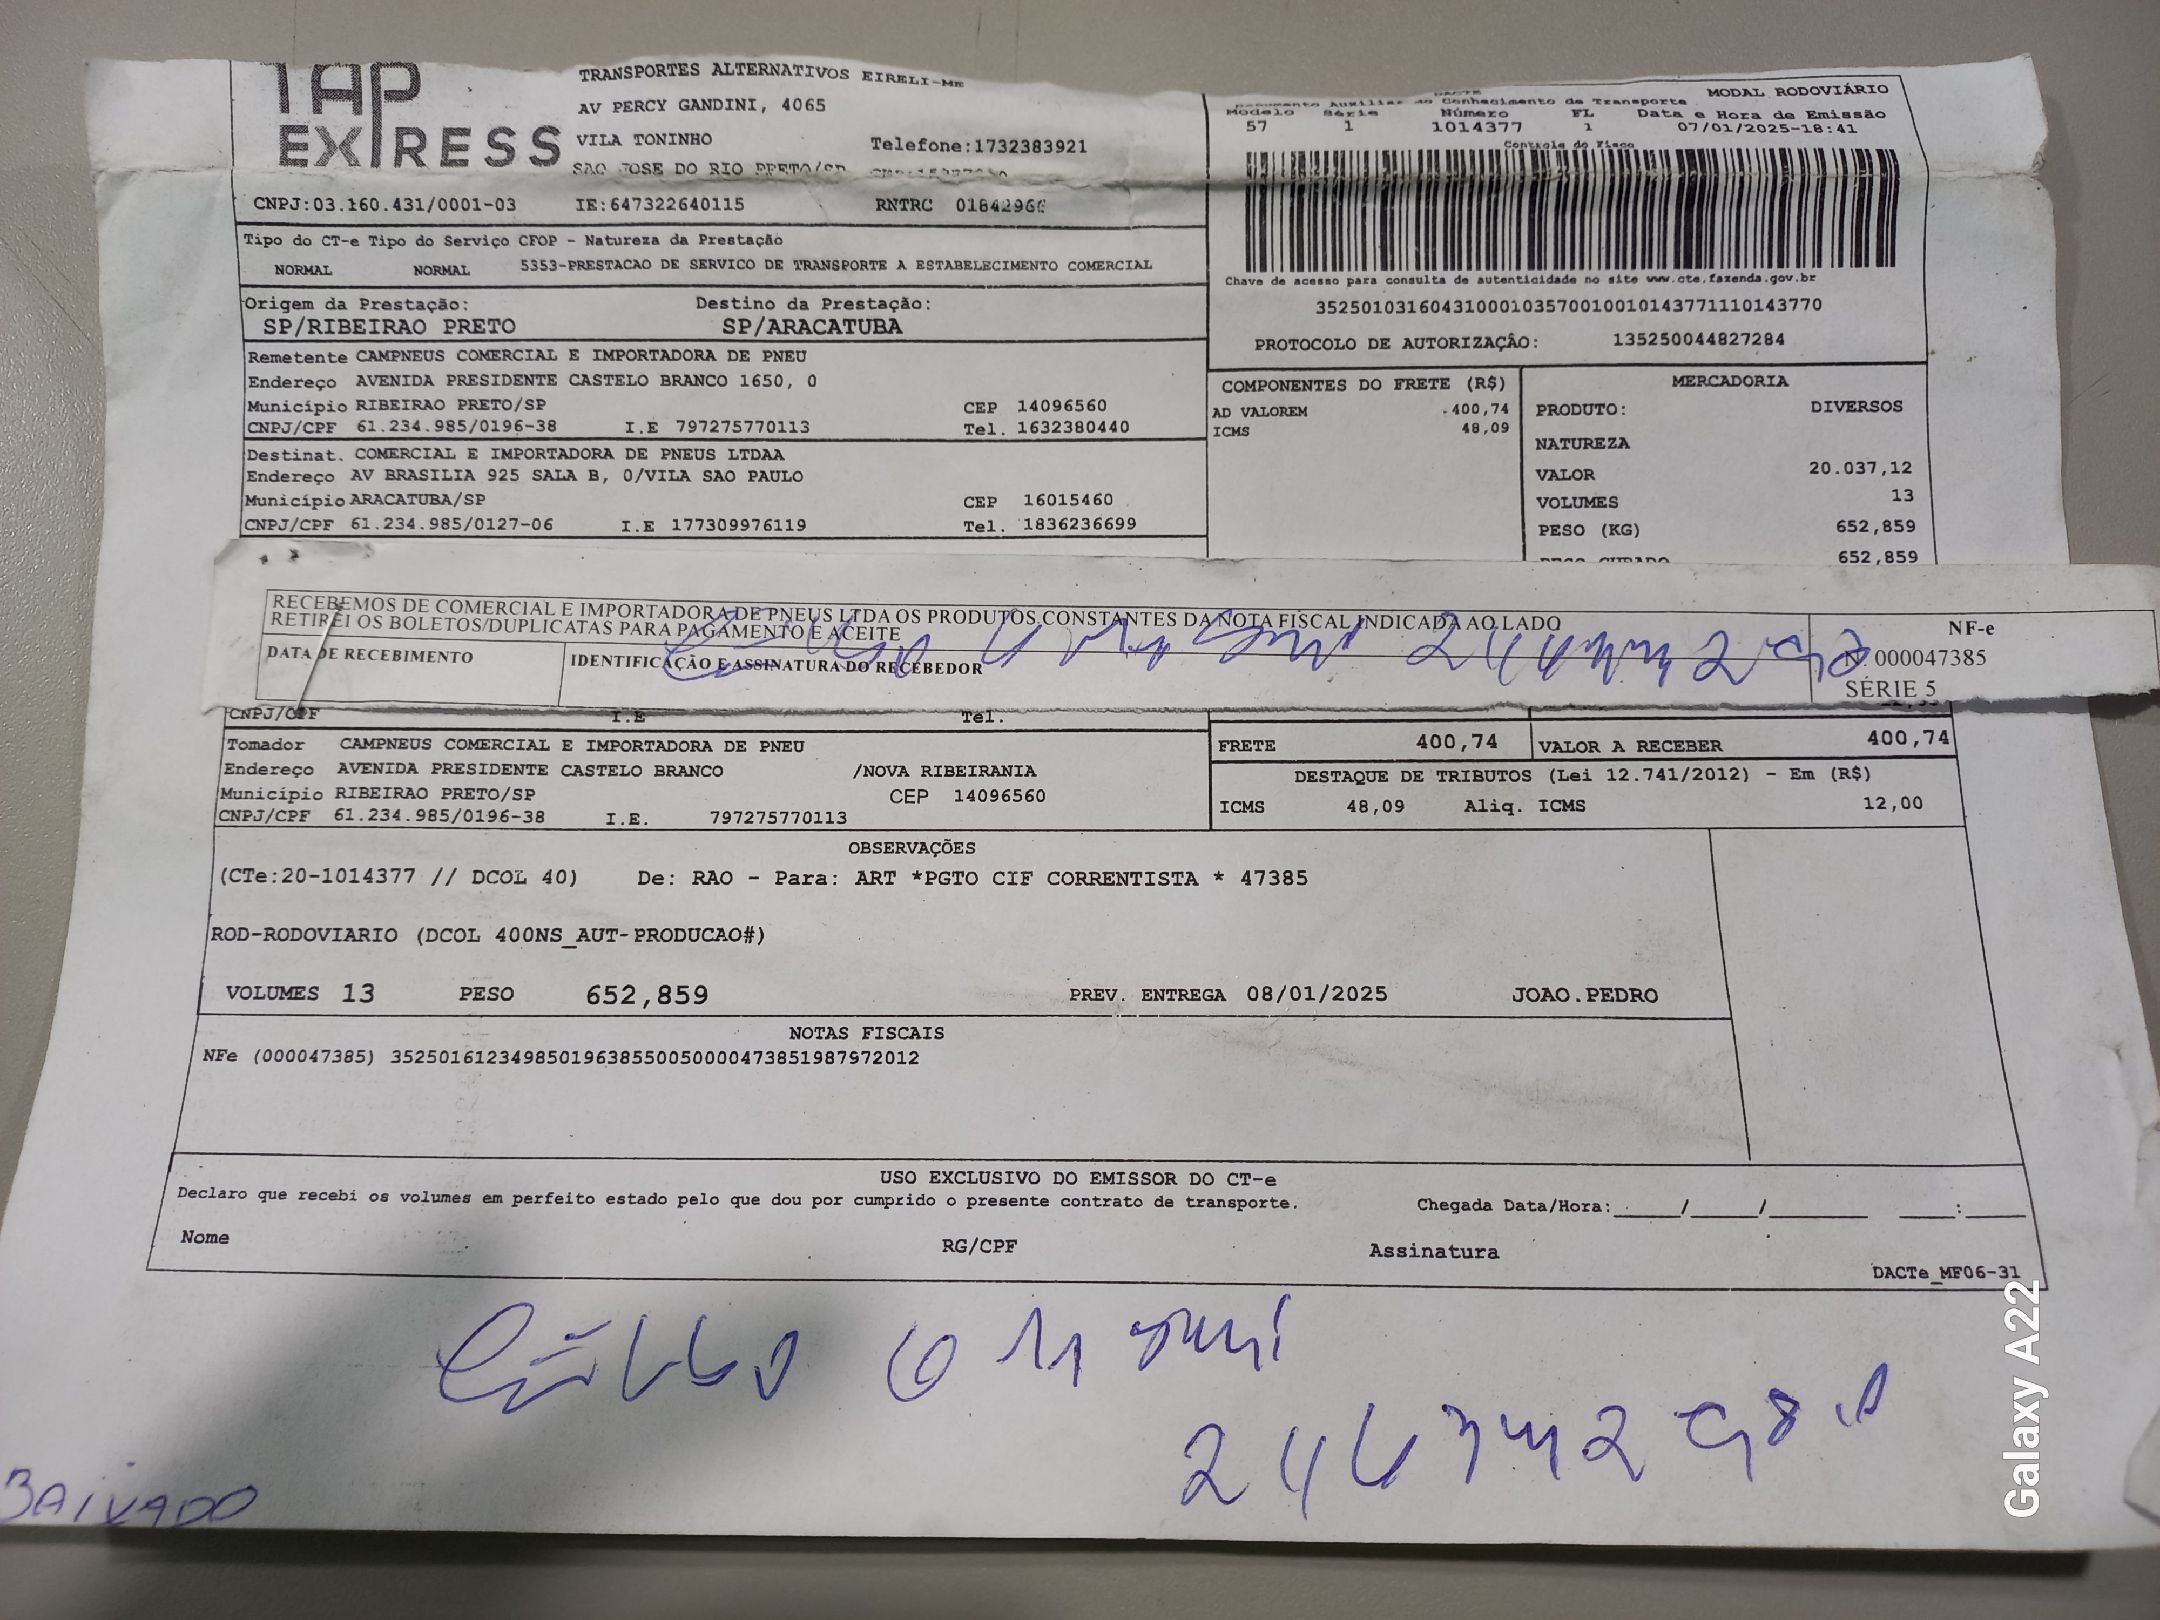 TAP
EXPRESS
TRANSPORTES ALTERNATIVOS EIRELI-ME
AV PERCY GANDINI, 4065
VILA TONINHO
Telefone:1732383921
SAO JOSE DO RIO PRETO/SP
CNPJ:03.160.431/0001-03 IE:647322640115 RNTRC 01842966
MODAL RODOVIÁRIO
Documento Auxiliar do Conhecimento de Transporte
Modelo Série Número FL Data e Hora de Emissão
57 1 1014377 1 07/01/2025-18:41
Controle do Fisco
Chave de acesso para consulta de autenticidade no site www.cte.fazenda.gov.br
35250103160431000103570010010143771110143770
PROTOCOLO DE AUTORIZAÇÃO: 135250044827284
Tipo do CT-e Tipo do Serviço CFOP - Natureza da Prestação
NORMAL NORMAL 5353-PRESTACAO DE SERVICO DE TRANSPORTE A ESTABELECIMENTO COMERCIAL
Origem da Prestação: Destino da Prestação:
SP/RIBEIRAO PRETO SP/ARACATUBA
Remetente CAMPNEUS COMERCIAL E IMPORTADORA DE PNEU
Endereço AVENIDA PRESIDENTE CASTELO BRANCO 1650, 0
Município RIBEIRAO PRETO/SP CEP 14096560
CNPJ/CPF 61.234.985/0196-38 I.E 797275770113 Tel. 1632380440
Destinat. COMERCIAL E IMPORTADORA DE PNEUS LTDAA
Endereço AV BRASILIA 925 SALA B, 0/VILA SAO PAULO
Município ARACATUBA/SP CEP 16015460
CNPJ/CPF 61.234.985/0127-06 I.E 177309976119 Tel. 1836236699
COMPONENTES DO FRETE (R$)
AD VALOREM 400,74
ICMS 48,09
MERCADORIA
PRODUTO: DIVERSOS
NATUREZA
VALOR 20.037,12
VOLUMES 13
PESO (KG) 652,859
PESO CUBADO 652,859
RECEBEMOS DE COMERCIAL E IMPORTADORA DE PNEUS LTDA OS PRODUTOS CONSTANTES DA NOTA FISCAL INDICADA AO LADO
RETIREI OS BOLETOS/DUPLICATAS PARA PAGAMENTO E ACEITE
DATA DE RECEBIMENTO IDENTIFICAÇÃO E ASSINATURA DO RECEBEDOR
NF-e
N. 000047385
SÉRIE 5
CNPJ/CPF I.E Tel.
Tomador CAMPNEUS COMERCIAL E IMPORTADORA DE PNEU
Endereço AVENIDA PRESIDENTE CASTELO BRANCO /NOVA RIBEIRANIA
Município RIBEIRAO PRETO/SP CEP 14096560
CNPJ/CPF 61.234.985/0196-38 I.E. 797275770113
FRETE 400,74 VALOR A RECEBER 400,74
DESTAQUE DE TRIBUTOS (Lei 12.741/2012) - Em (R$)
ICMS 48,09 Aliq. ICMS 12,00
OBSERVAÇÕES
(CTe:20-1014377 // DCOL 40) De: RAO - Para: ART *PGTO CIF CORRENTISTA * 47385
ROD-RODOVIARIO (DCOL 400NS_AUT-PRODUCAO#)
VOLUMES 13 PESO 652,859 PREV. ENTREGA 08/01/2025 JOAO.PEDRO
NOTAS FISCAIS
NFe (000047385) 35250161234985019638550050000473851987972012
USO EXCLUSIVO DO EMISSOR DO CT-e
Declaro que recebi os volumes em perfeito estado pelo que dou por cumprido o presente contrato de transporte. Chegada Data/Hora:_____/_____/_______ ____:____
Nome RG/CPF Assinatura
DACTe_MF06-31
BAIXADO
Galaxy A22